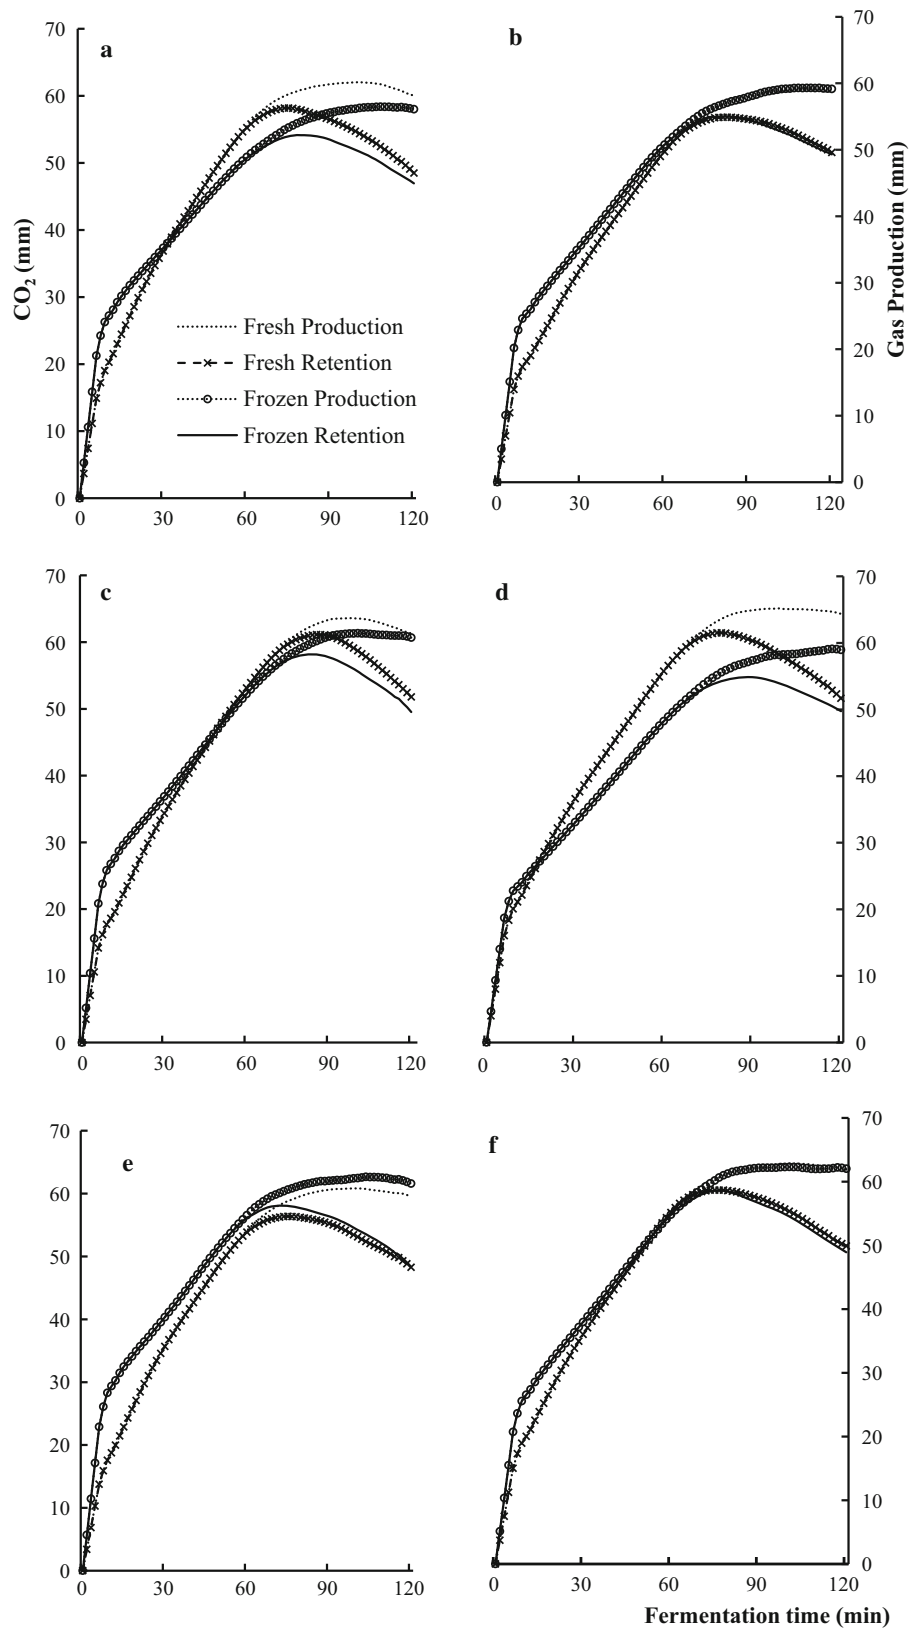 a
70
60
50
40
30
20
10
0
CO₂ (mm)
Fresh Production
Fresh Retention
Frozen Production
Frozen Retention
0 30 60 90 120
b
70
60
50
40
30
20
10
0
Gas Production (mm)
0 30 60 90 120
c
70
60
50
40
30
20
10
0
0 30 60 90 120
d
70
60
50
40
30
20
10
0
0 30 60 90 120
e
70
60
50
40
30
20
10
0
0 30 60 90 120
f
70
60
50
40
30
20
10
0
0 30 60 90 120
Fermentation time (min)